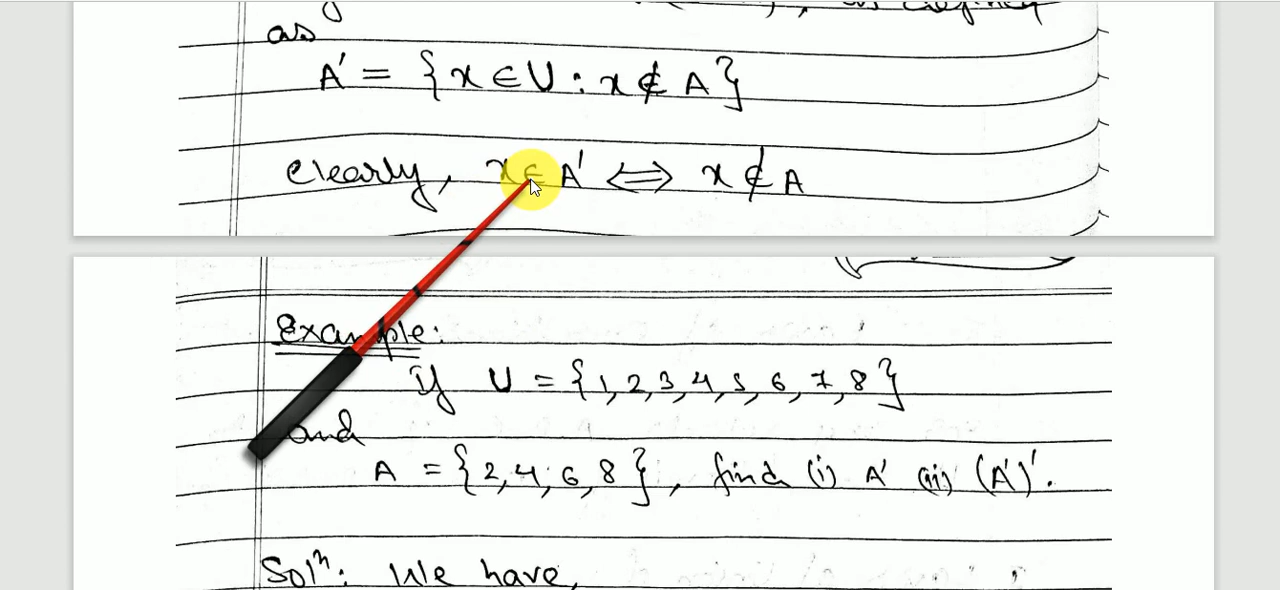 as
A' = {x ∈ U : x ∉ A}
Clearly, x ∈ A' ⟺ x ∉ A
Example:
If U = {1, 2, 3, 4, 5, 6, 7, 8}
and
A = {2, 4, 6, 8}, find (i) A' (ii) (A')'.
Solⁿ: We have,